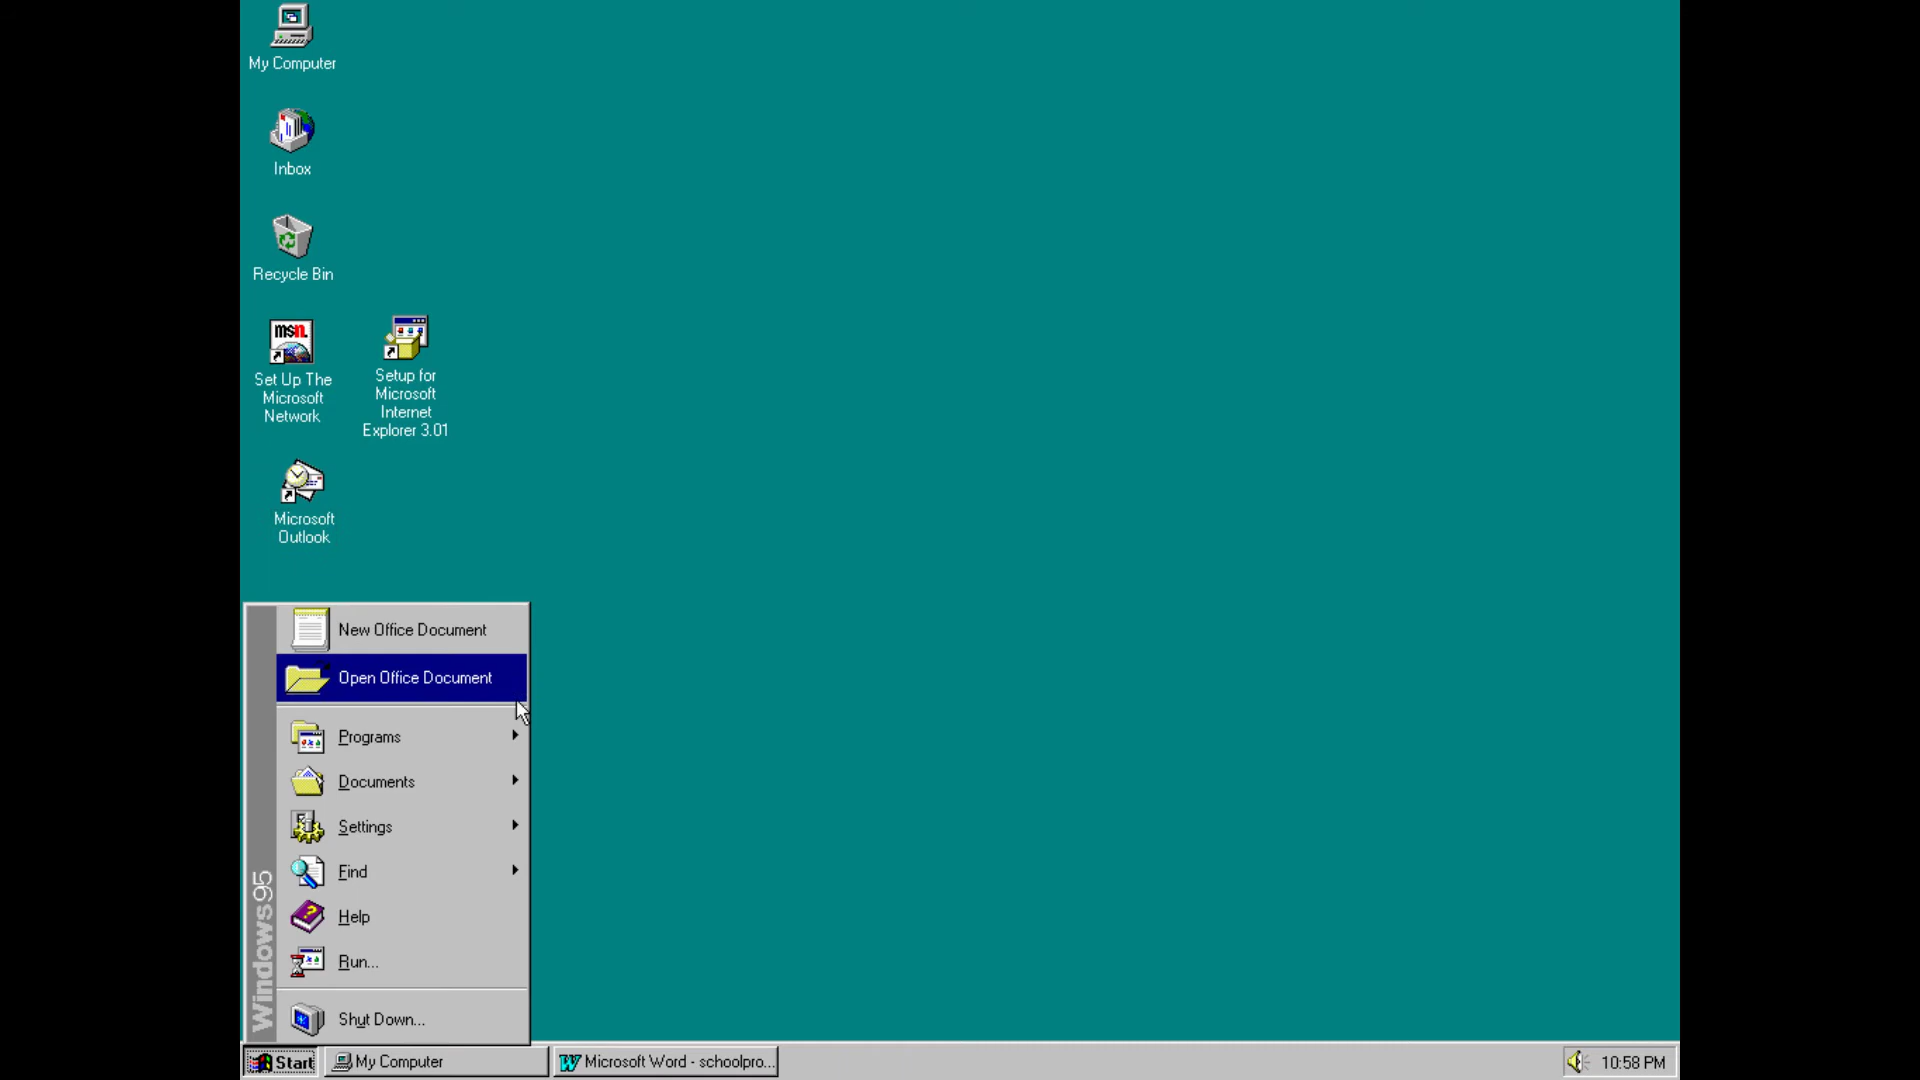 My Computer
Inbox
Recycle Bin
msn.
Set Up The
Microsoft
Network
Setup for
Microsoft
Internet
Explorer 3.01
Microsoft
Outlook
New Office Document
Open Office Document
Programs
Documents
Settings
Find
Help
Run...
Shut Down...
Windows95
Start
My Computer
Microsoft Word - schoolpro...
10:58 PM